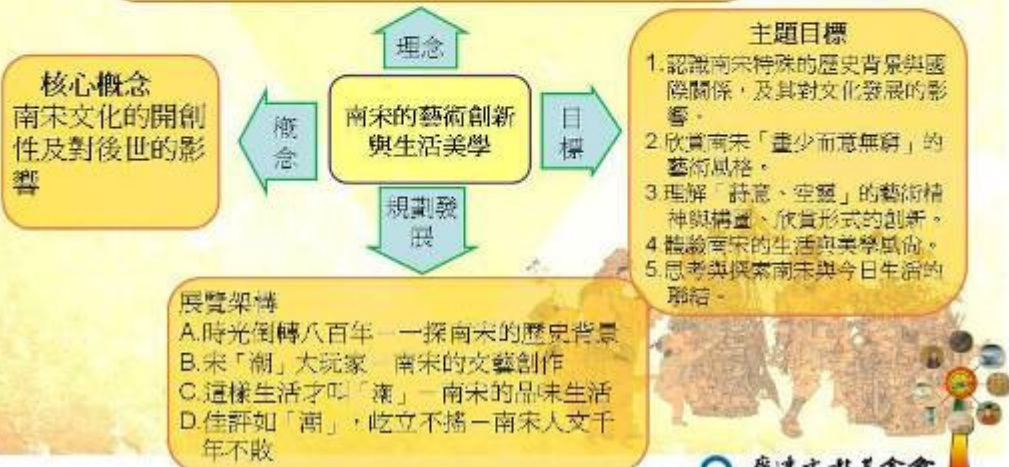 理念
核心概念
南宋文化的開創
性及對後世的影
響
概
念
南宋的藝術創新
與生活美學
目
標
規劃發
展
主題目標
1.認識南宋特殊的歷史背景與國
際關係，及其對文化發展的影
響。
2.欣賞南宋「畫少而意無窮」的
藝術風格。
3.理解「詩意、空靈」的藝術精
神與構圖、欣賞形式的創新。
4.體驗南宋的生活與美學風尚。
5.思考與探索南宋與今日生活的
聯結。
展覽架構
A.時光倒轉八百年－一探南宋的歷史背景
B.宋「潮」大玩家－南宋的文藝創作
C.這樣生活才叫「潮」－南宋的品味生活
D.佳評如「潮」，屹立不搖－南宋人文千
年不敗
文教基金會